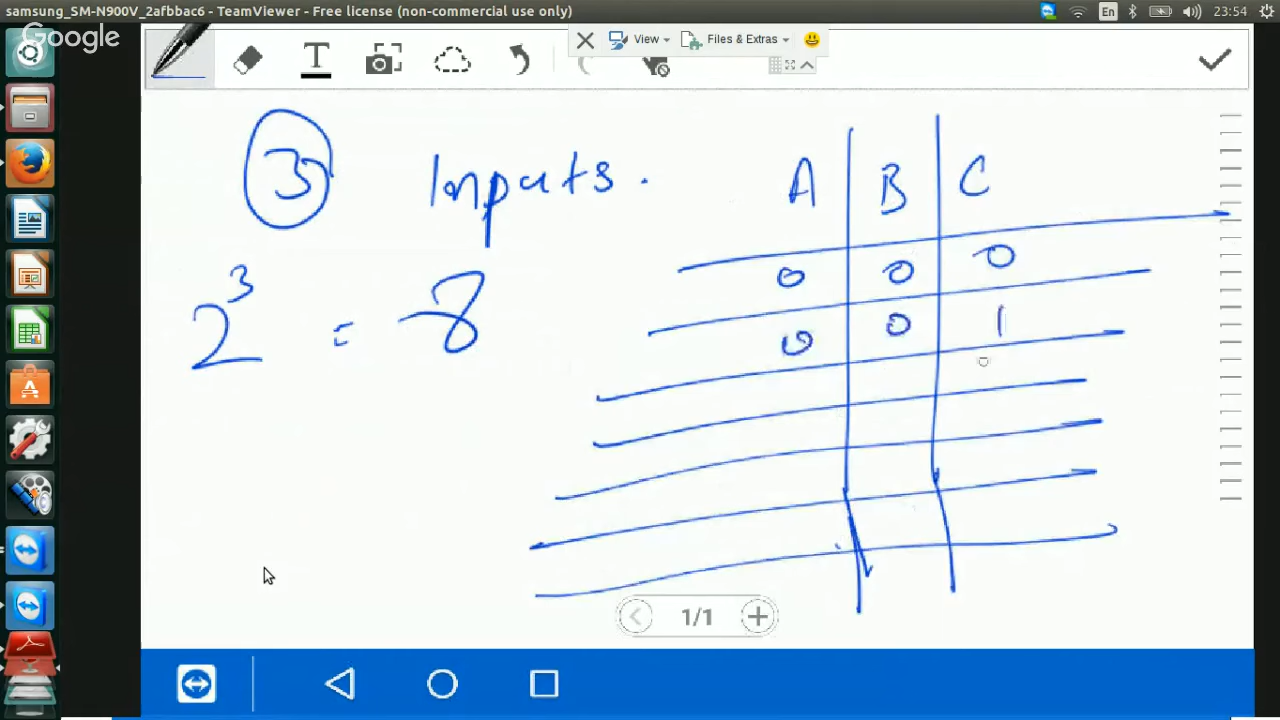 samsung_SM-N900V_2afbbac6 - TeamViewer - Free license (non-commercial use only)
En
23:54
Google
T
View
Files & Extras
3 Inputs.
A B C
2³ = 8
0 0 0
0 0 1
1/1